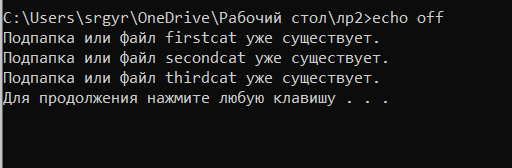 C:\Users\srgyr\OneDrive\Рабочий стол\лр2>echo off
Подпапка или файл firstcat уже существует.
Подпапка или файл secondcat уже существует.
Подпапка или файл thirdcat уже существует.
Для продолжения нажмите любую клавишу . . .